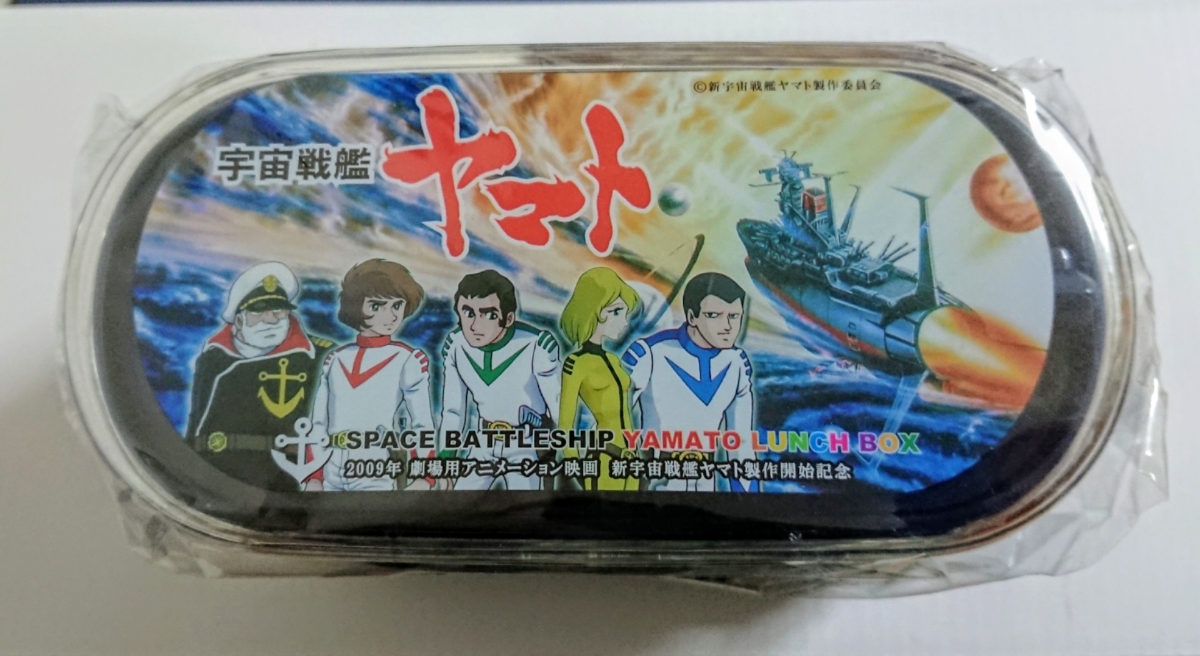 ©新宇宙戦艦ヤマト製作委員会
宇宙戦艦 ヤマト
SPACE BATTLESHIP YAMATO LUNCH BOX
2009年 劇場用アニメーション映画 新宇宙戦艦ヤマト製作開始記念